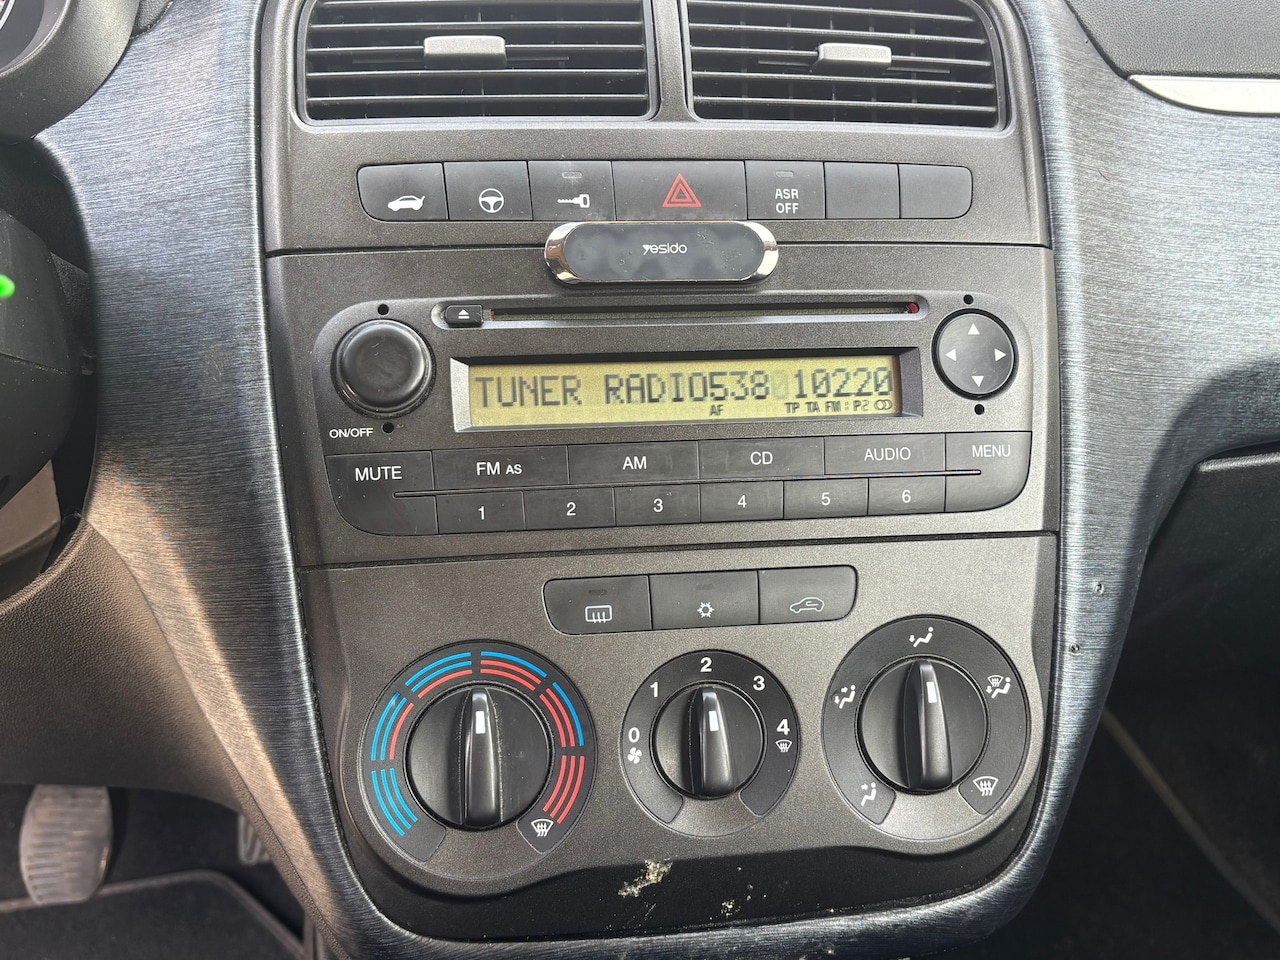 ASR
OFF
yesido
TUNER RADIO538 10220
AF TP TA FM P2
ON/OFF
MUTE FM AS AM CD AUDIO MENU
1 2 3 4 5 6
0 1 2 3 4